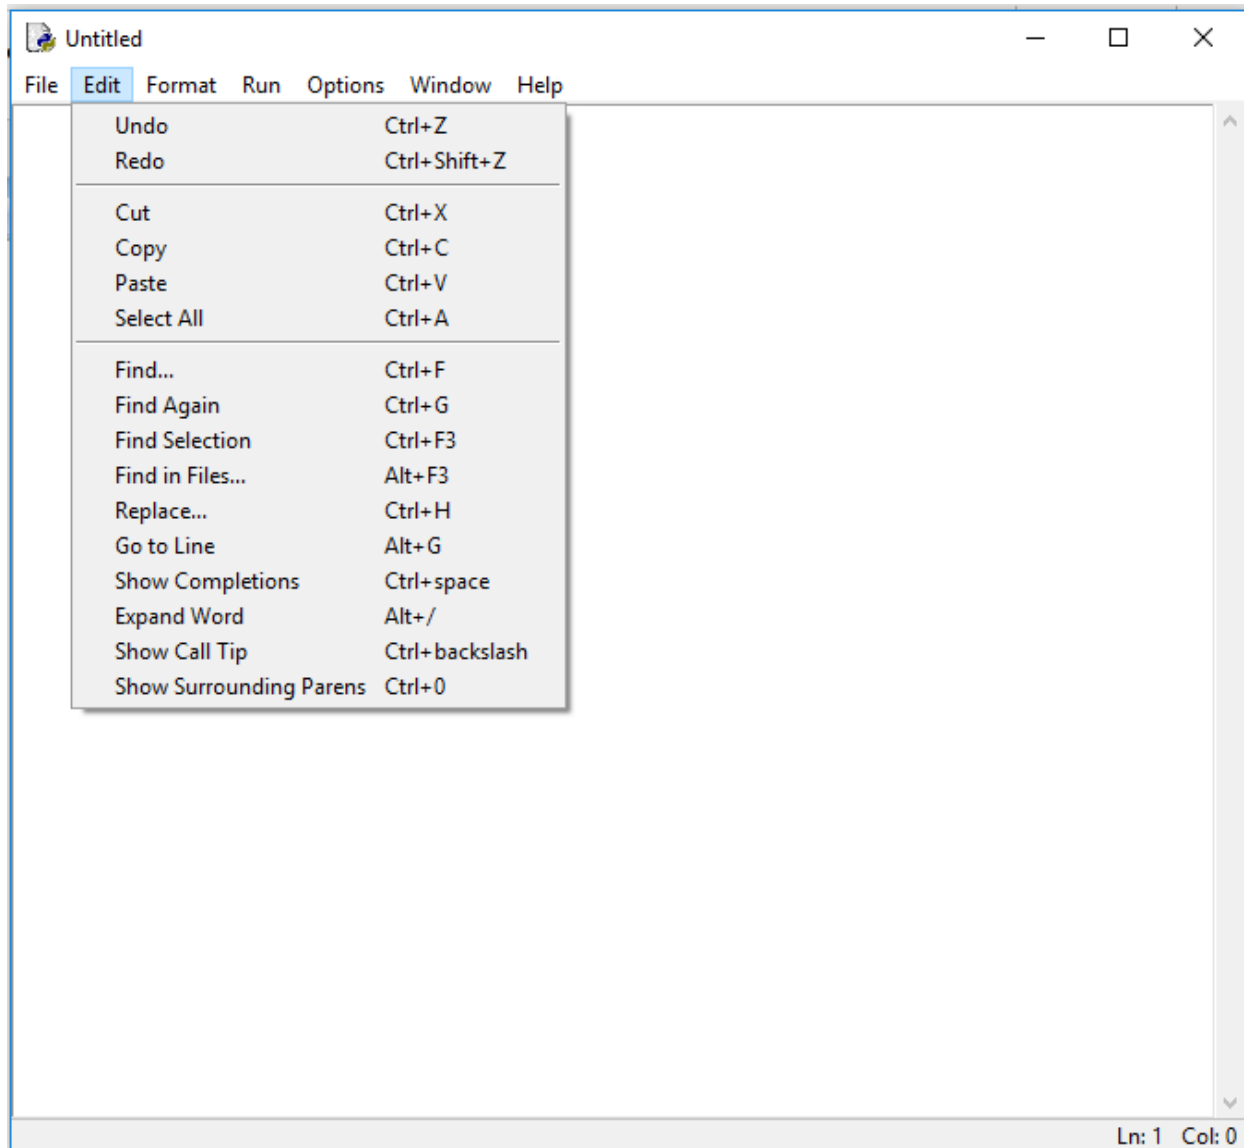 Untitled
File Edit Format Run Options Window Help
Undo Ctrl+Z
Redo Ctrl+Shift+Z
Cut Ctrl+X
Copy Ctrl+C
Paste Ctrl+V
Select All Ctrl+A
Find... Ctrl+F
Find Again Ctrl+G
Find Selection Ctrl+F3
Find in Files... Alt+F3
Replace... Ctrl+H
Go to Line Alt+G
Show Completions Ctrl+space
Expand Word Alt+/
Show Call Tip Ctrl+backslash
Show Surrounding Parens Ctrl+0
Ln: 1 Col: 0